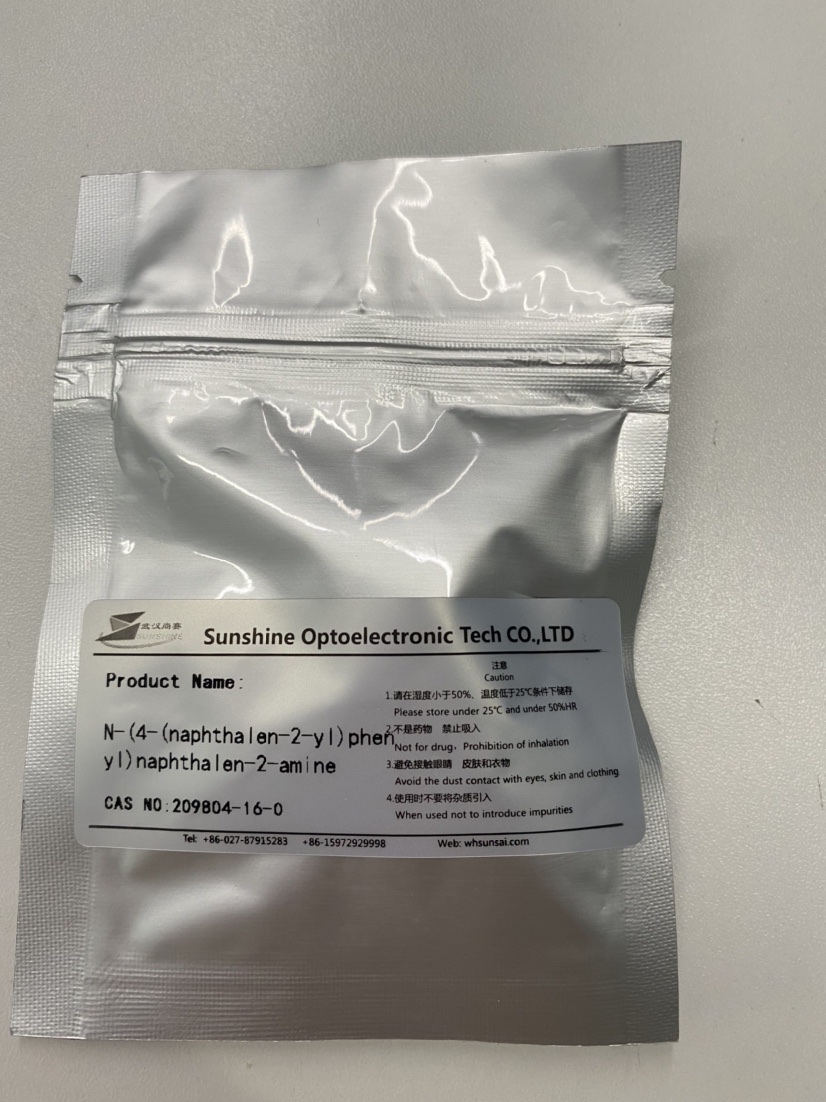 武汉尚赛
SUNSHINE
Sunshine Optoelectronic Tech CO.,LTD
Product Name:
N-(4-(naphthalen-2-yl)phen
yl)naphthalen-2-amine
CAS NO:209804-16-0
注意
Caution
1.请在湿度小于50%、温度低于25℃条件下储存
Please store under 25℃ and under 50%HR
2.不是药物 禁止吸入
Not for drug, Prohibition of inhalation
3.避免接触眼睛 皮肤和衣物
Avoid the dust contact with eyes, skin and clothing
4.使用时不要将杂质引入
When used not to introduce impurities
Tel: +86-027-87915283 +86-15972929998 Web: whsunsai.com